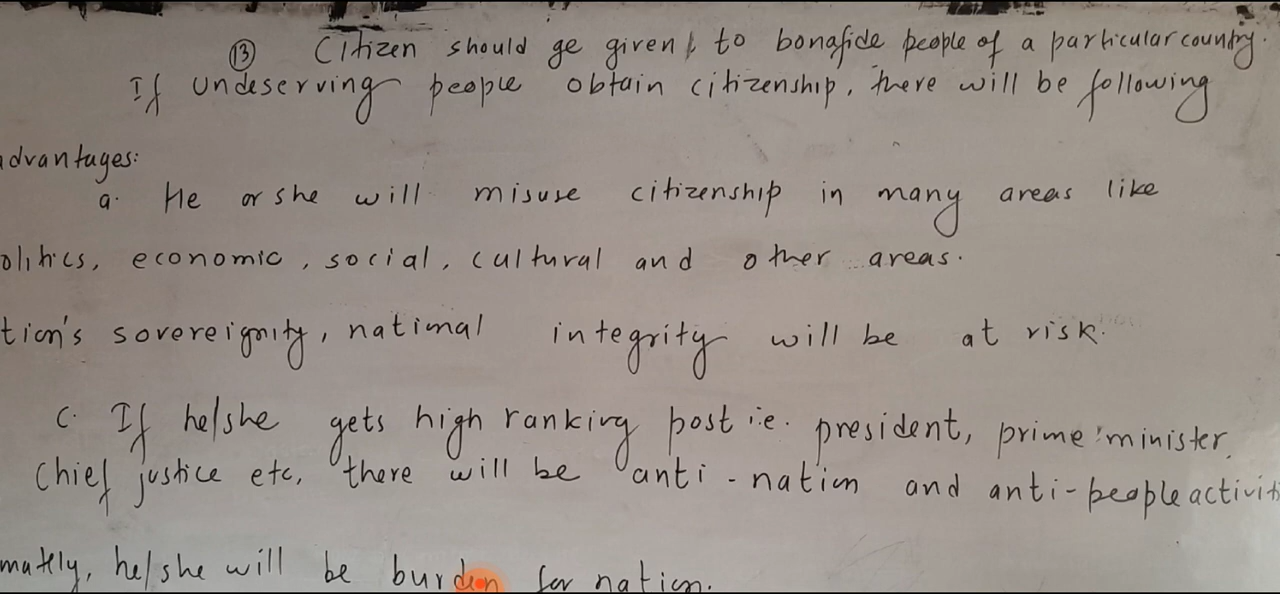 (13) Citizen should ge given to bonafide people of a particular country.
If undeserving people obtain citizenship, there will be following
advantages:
a. He or she will misuse citizenship in many areas like
olitics, economic, social, cultural and other areas.
tion's sovereignity, national integrity will be at risk.
c. If he/she gets high ranking post i.e. president, prime minister,
Chief justice etc, there will be anti-nation and anti-people activiti
mately, he/she will be burden for nation.